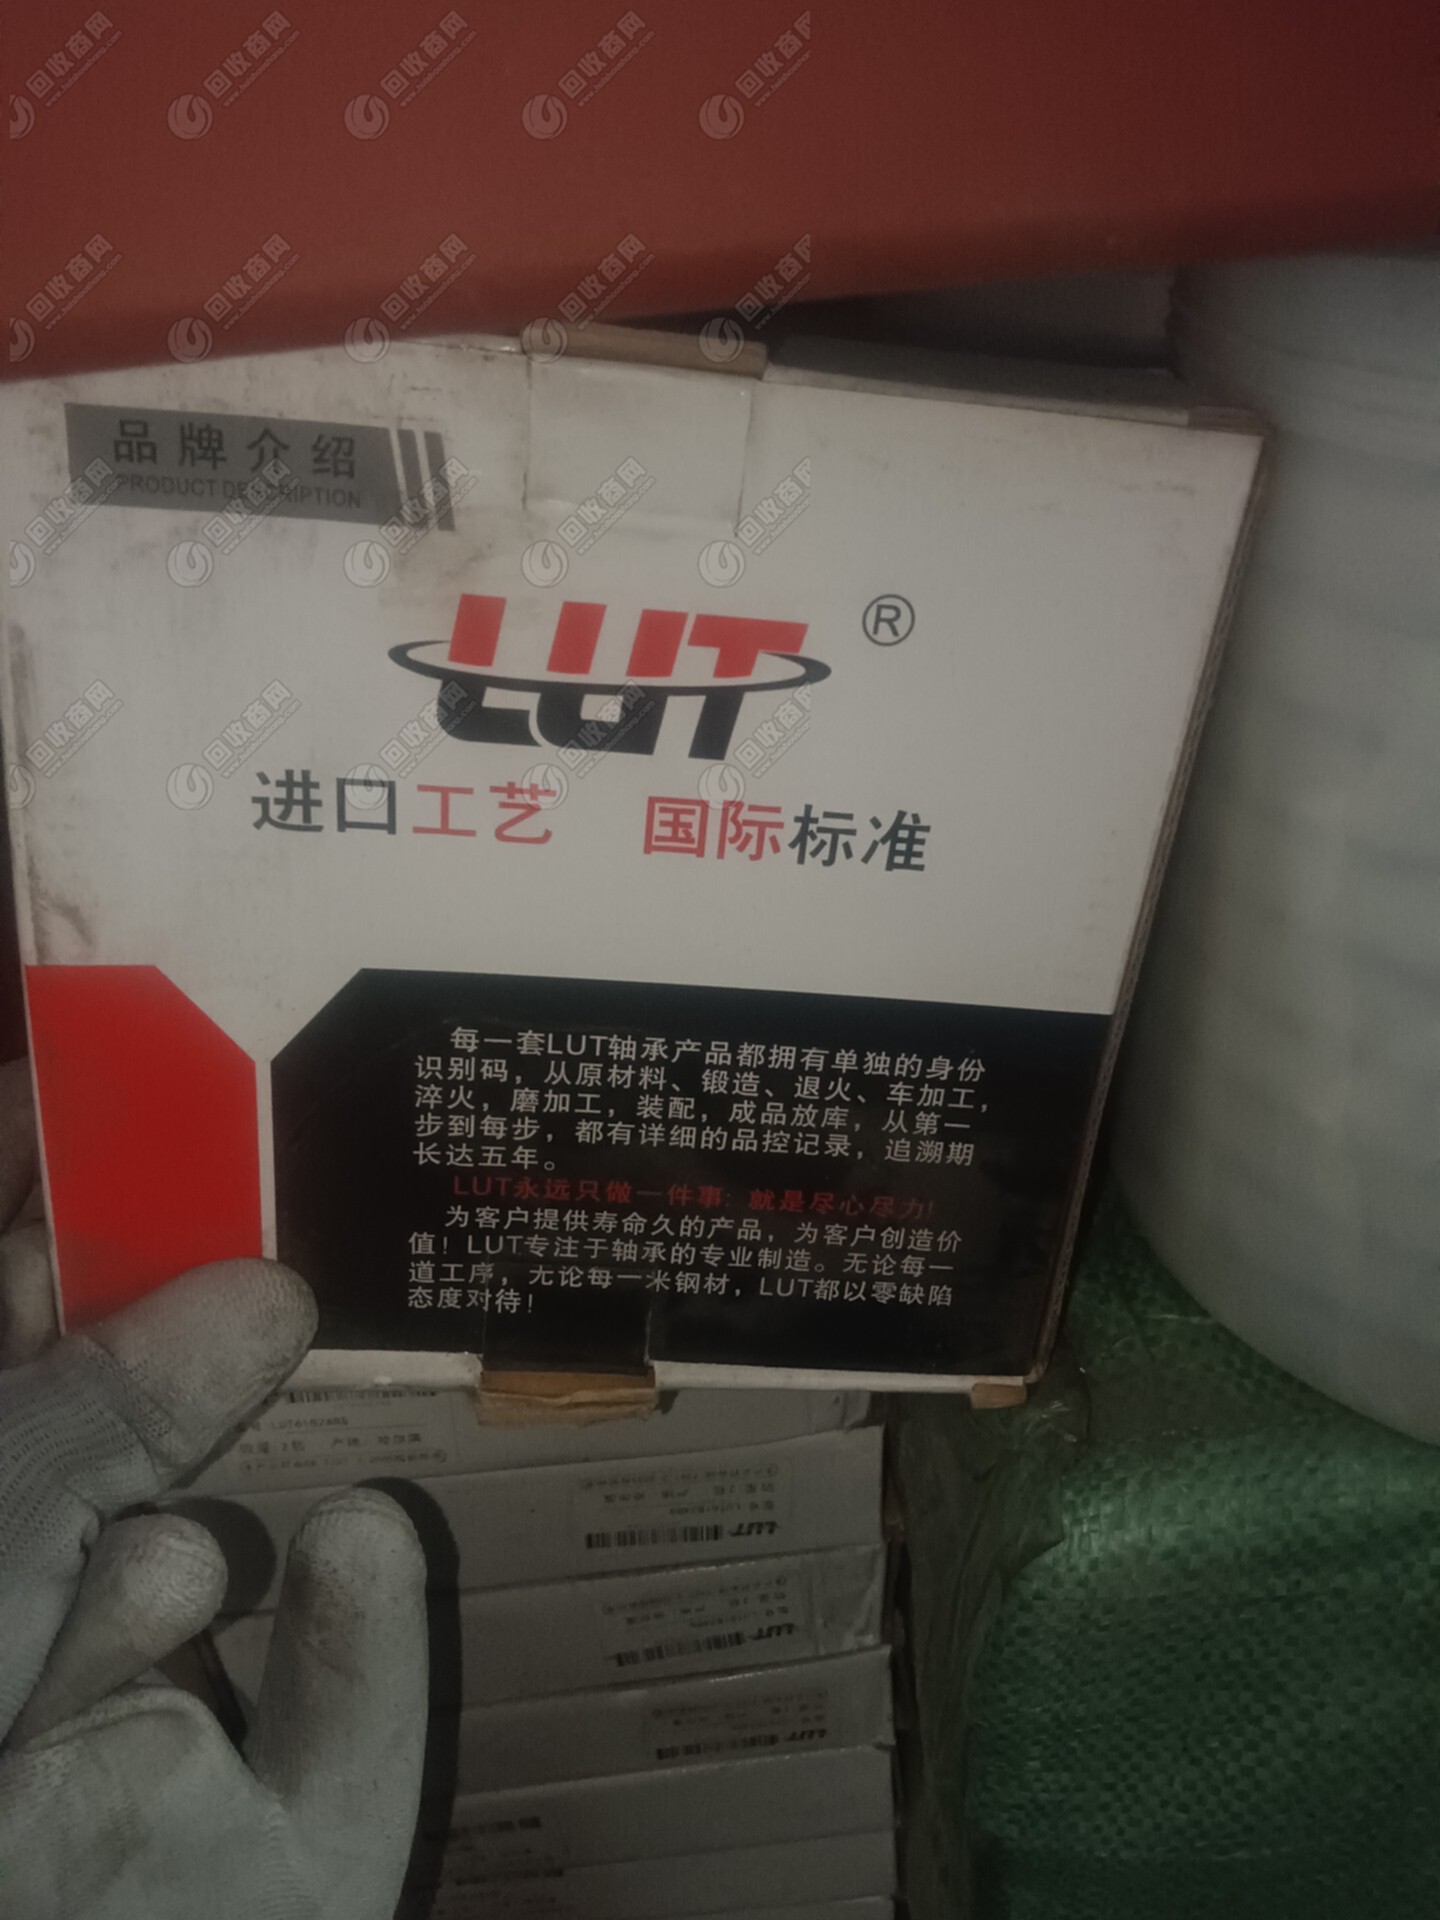 回收商网
品牌介绍
PRODUCT DESCRIPTION
LUT®
进口工艺 国际标准
每一套LUT轴承产品都拥有单独的身份
识别码，从原材料、锻造、退火、车加工，
淬火，磨加工，装配，成品放库，从第一
步到每步，都有详细的品控记录，追溯期
长达五年。
LUT永远只做一件事：就是尽心尽力!
为客户提供寿命久的产品，为客户创造价
值！LUT专注于轴承的专业制造。无论每一
道工序，无论每一米钢材，LUT都以零缺陷
态度对待！
LUT
LUT
LUT